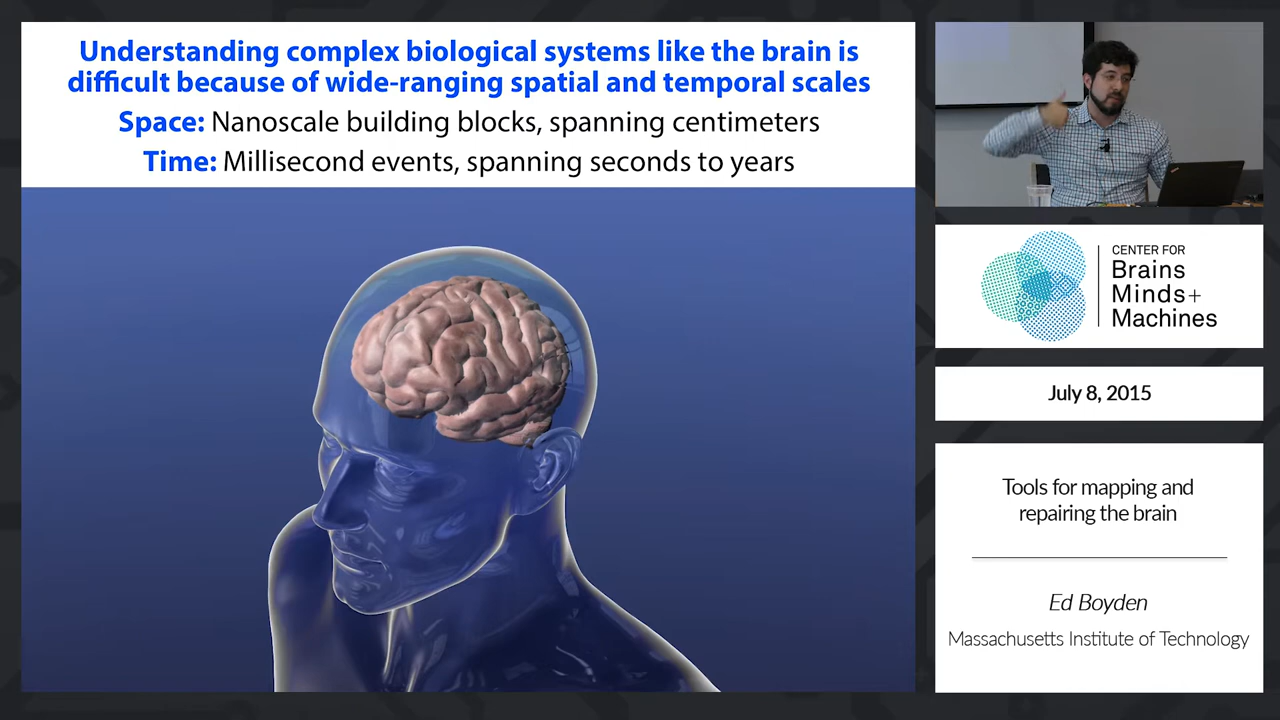 Understanding complex biological systems like the brain is
difficult because of wide-ranging spatial and temporal scales
Space: Nanoscale building blocks, spanning centimeters
Time: Millisecond events, spanning seconds to years
CENTER FOR
Brains
Minds+
Machines
July 8, 2015
Tools for mapping and
repairing the brain
Ed Boyden
Massachusetts Institute of Technology